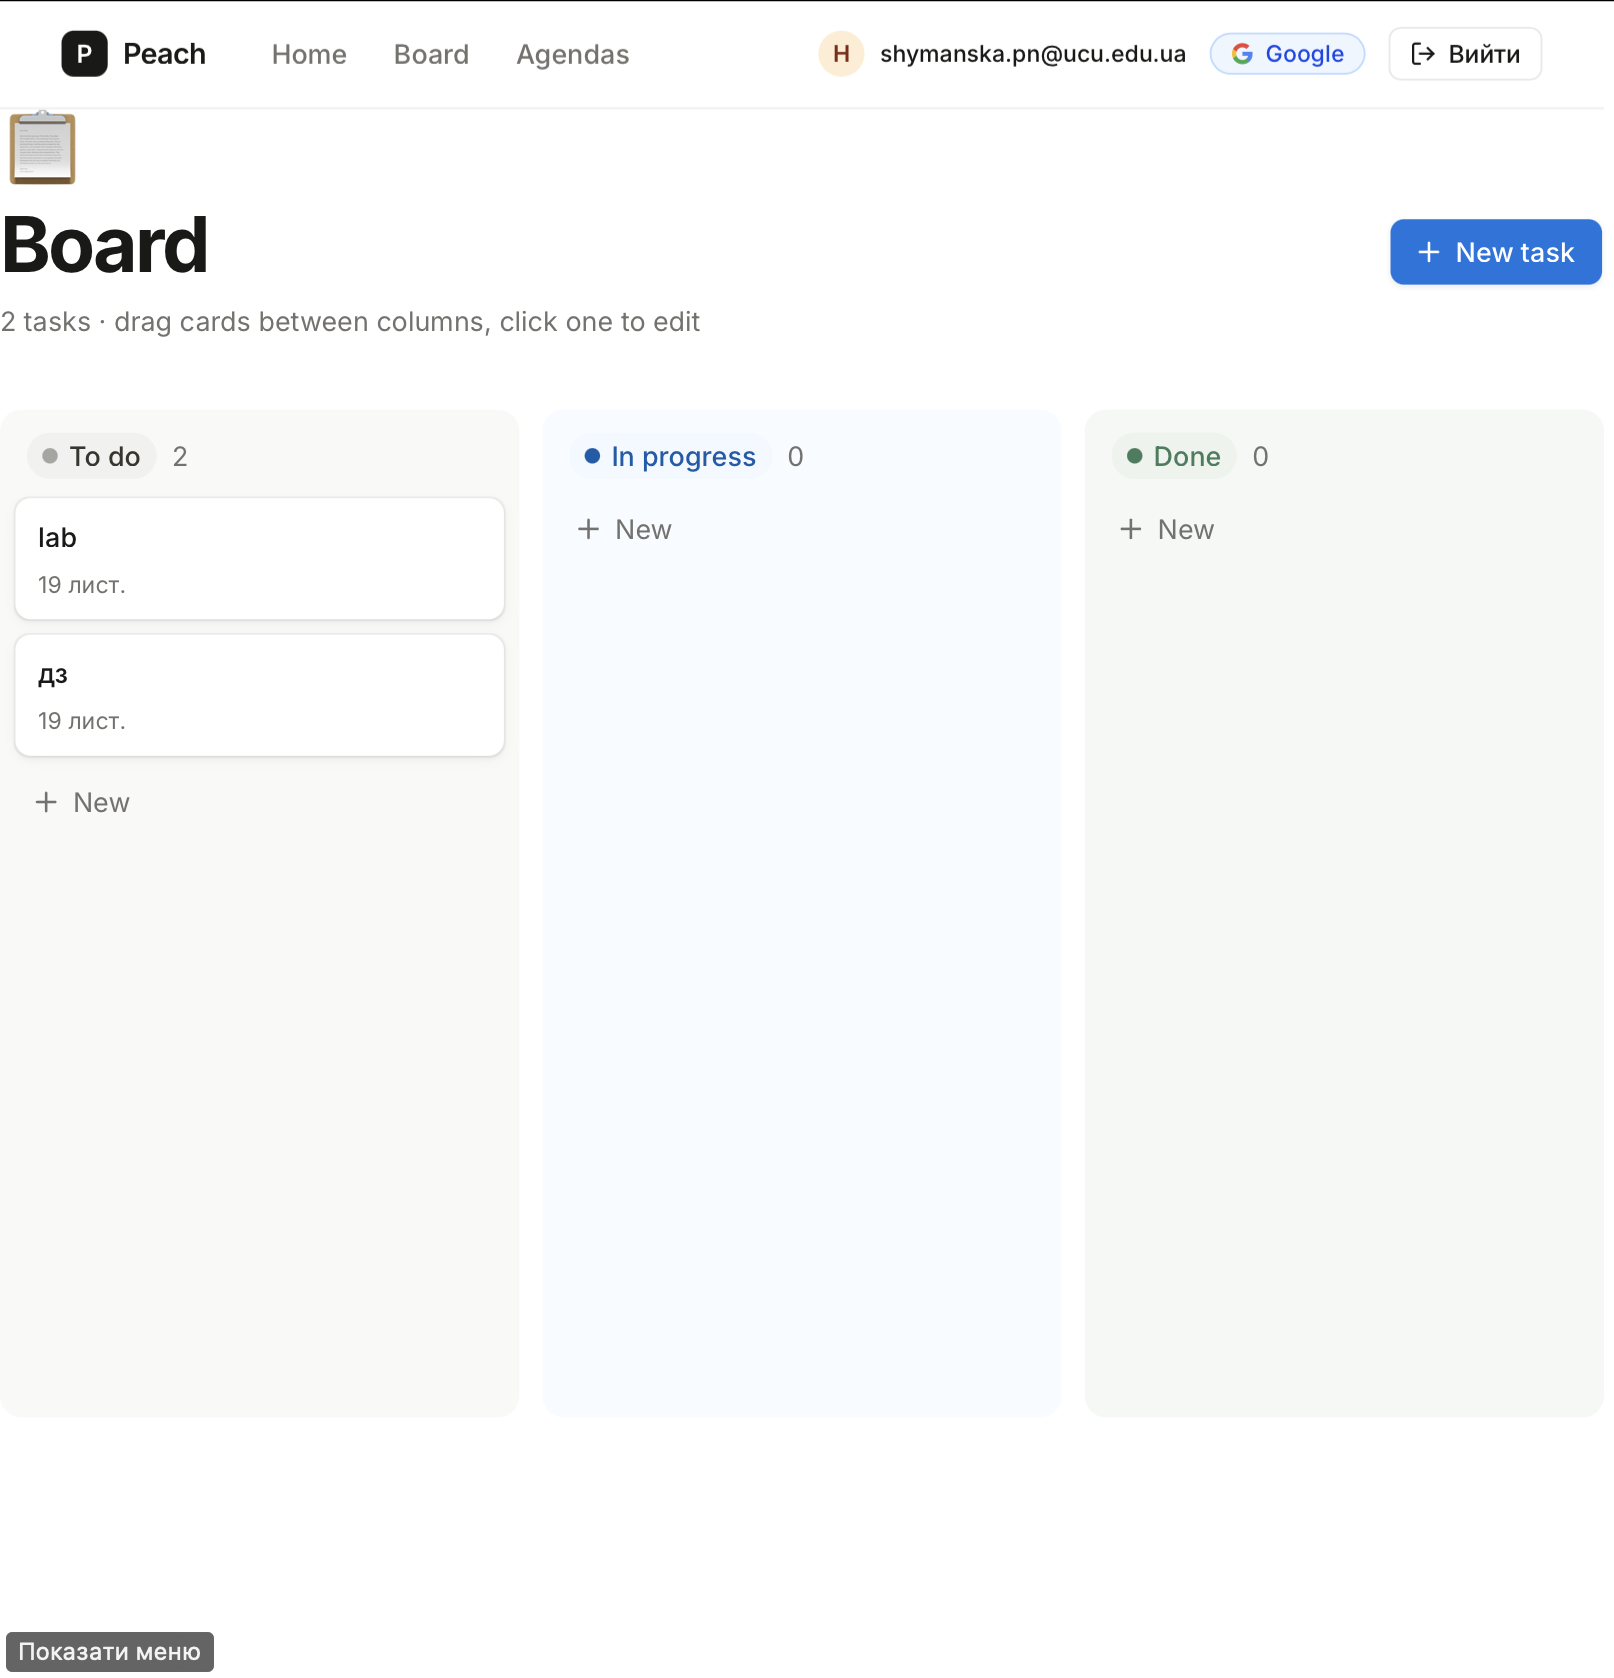 P Peach Home Board Agendas H shymanska.pn@ucu.edu.ua Google Вийти
Board
+ New task
2 tasks · drag cards between columns, click one to edit
To do 2
lab
19 лист.
дз
19 лист.
+ New
In progress 0
+ New
Done 0
+ New
Показати меню